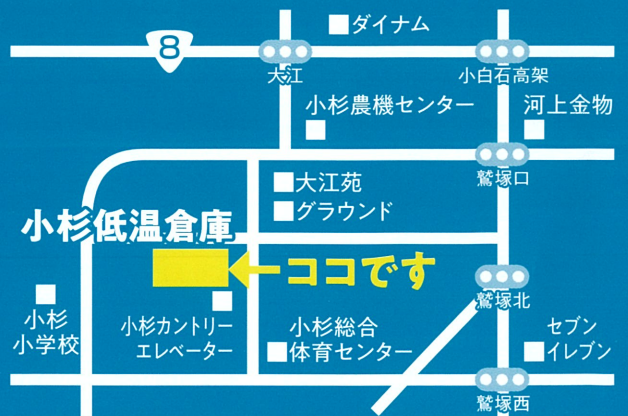 ダイナム
8
大江
小白石高架
小杉農機センター
河上金物
大江苑
鷲塚口
グラウンド
小杉低温倉庫
ココです
鷲塚北
小杉
小学校
小杉カントリー
エレベーター
小杉総合
体育センター
セブン
イレブン
鷲塚西